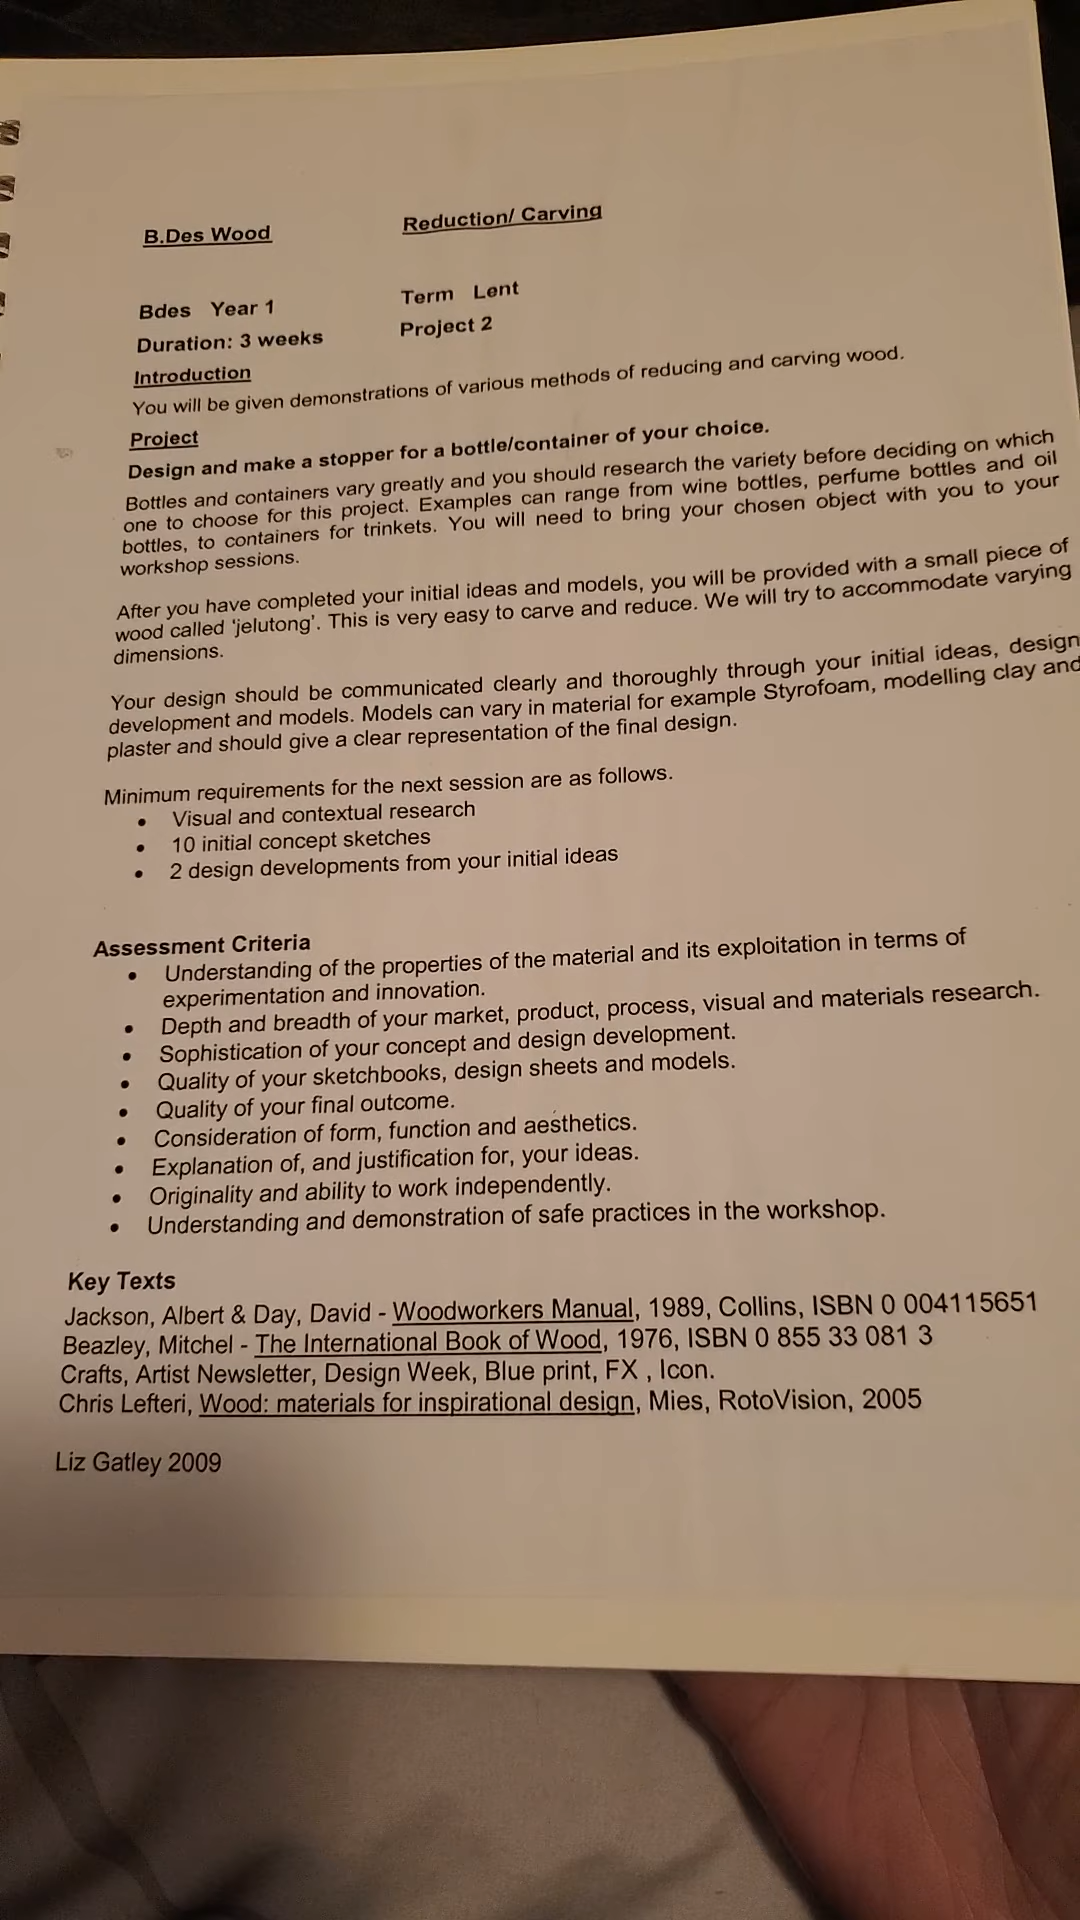 B.Des Wood Reduction/ Carving
Bdes Year 1 Term Lent
Duration: 3 weeks Project 2
Introduction
You will be given demonstrations of various methods of reducing and carving wood.
Project
Design and make a stopper for a bottle/container of your choice.
Bottles and containers vary greatly and you should research the variety before deciding on which
one to choose for this project. Examples can range from wine bottles, perfume bottles and oil
bottles, to containers for trinkets. You will need to bring your chosen object with you to your
workshop sessions.
After you have completed your initial ideas and models, you will be provided with a small piece of
wood called 'jelutong'. This is very easy to carve and reduce. We will try to accommodate varying
dimensions.
Your design should be communicated clearly and thoroughly through your initial ideas, design
development and models. Models can vary in material for example Styrofoam, modelling clay and
plaster and should give a clear representation of the final design.
Minimum requirements for the next session are as follows.
• Visual and contextual research
• 10 initial concept sketches
• 2 design developments from your initial ideas
Assessment Criteria
• Understanding of the properties of the material and its exploitation in terms of
experimentation and innovation.
• Depth and breadth of your market, product, process, visual and materials research.
• Sophistication of your concept and design development.
• Quality of your sketchbooks, design sheets and models.
• Quality of your final outcome.
• Consideration of form, function and aesthetics.
• Explanation of, and justification for, your ideas.
• Originality and ability to work independently.
• Understanding and demonstration of safe practices in the workshop.
Key Texts
Jackson, Albert & Day, David - Woodworkers Manual, 1989, Collins, ISBN 0 004115651
Beazley, Mitchel - The International Book of Wood, 1976, ISBN 0 855 33 081 3
Crafts, Artist Newsletter, Design Week, Blue print, FX , Icon.
Chris Lefteri, Wood: materials for inspirational design, Mies, RotoVision, 2005
Liz Gatley 2009